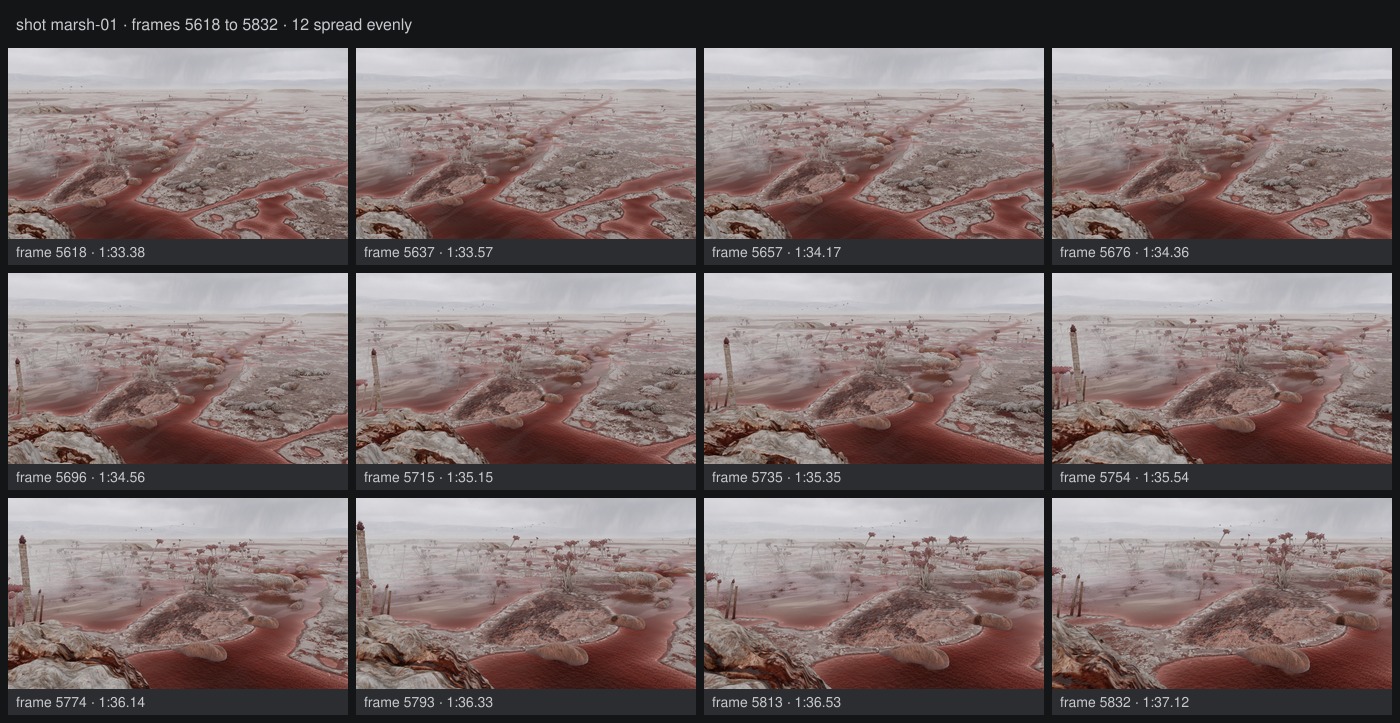 shot marsh-01 · frames 5618 to 5832 · 12 spread evenly
frame 5618 · 1:33.38
frame 5637 · 1:33.57
frame 5657 · 1:34.17
frame 5676 · 1:34.36
frame 5696 · 1:34.56
frame 5715 · 1:35.15
frame 5735 · 1:35.35
frame 5754 · 1:35.54
frame 5774 · 1:36.14
frame 5793 · 1:36.33
frame 5813 · 1:36.53
frame 5832 · 1:37.12